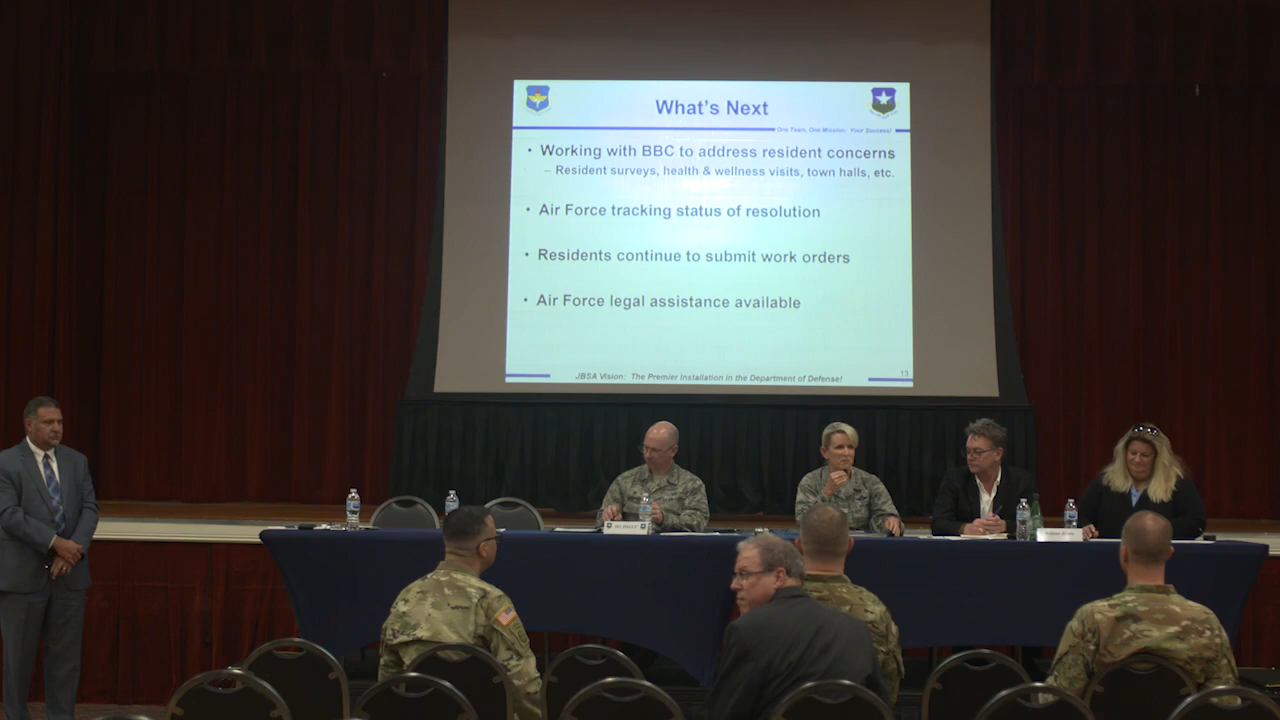 What's Next
One Team, One Mission: Your Success!
• Working with BBC to address resident concerns
– Resident surveys, health & wellness visits, town halls, etc.
• Air Force tracking status of resolution
• Residents continue to submit work orders
• Air Force legal assistance available
JBSA Vision: The Premier Installation in the Department of Defense!
13